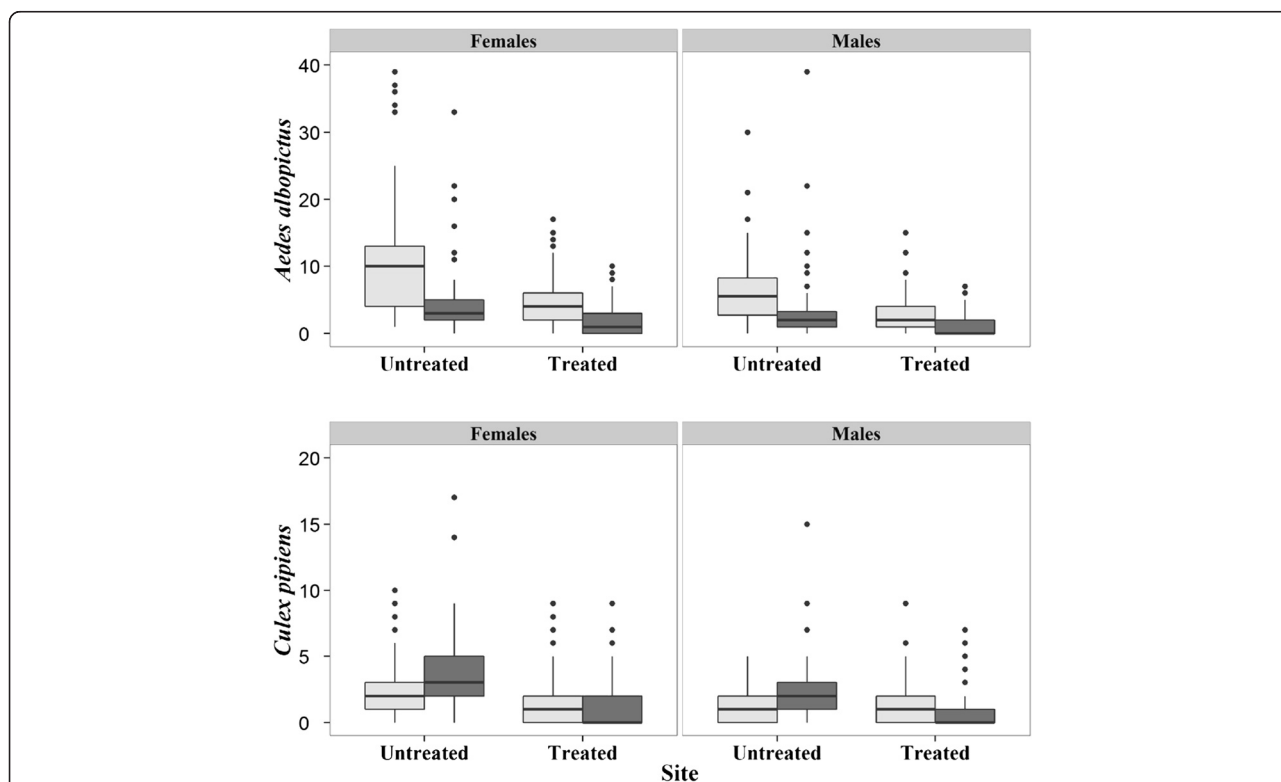 Females Males
40
30
20
10
0
Aedes albopictus
Untreated Treated Untreated Treated
Females Males
20
15
10
5
0
Culex pipiens
Untreated Treated Untreated Treated
Site